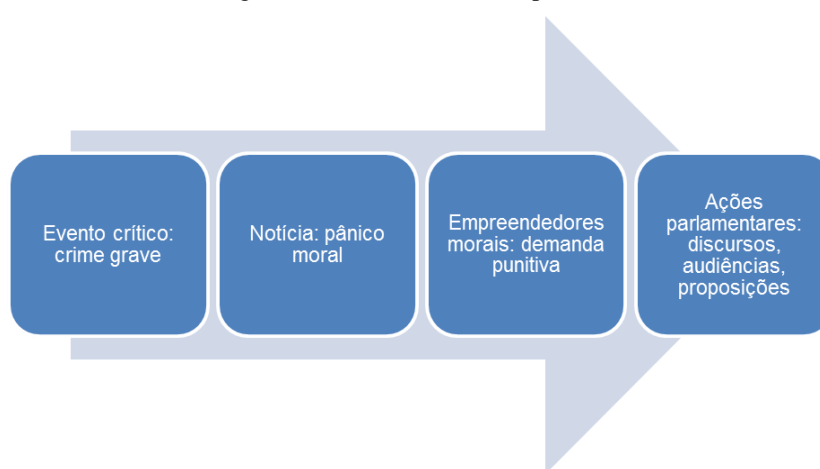 Evento crítico:
crime grave
Notícia: pânico
moral
Empreendedores
morais: demanda
punitiva
Ações
parlamentares:
discursos,
audiências,
proposições